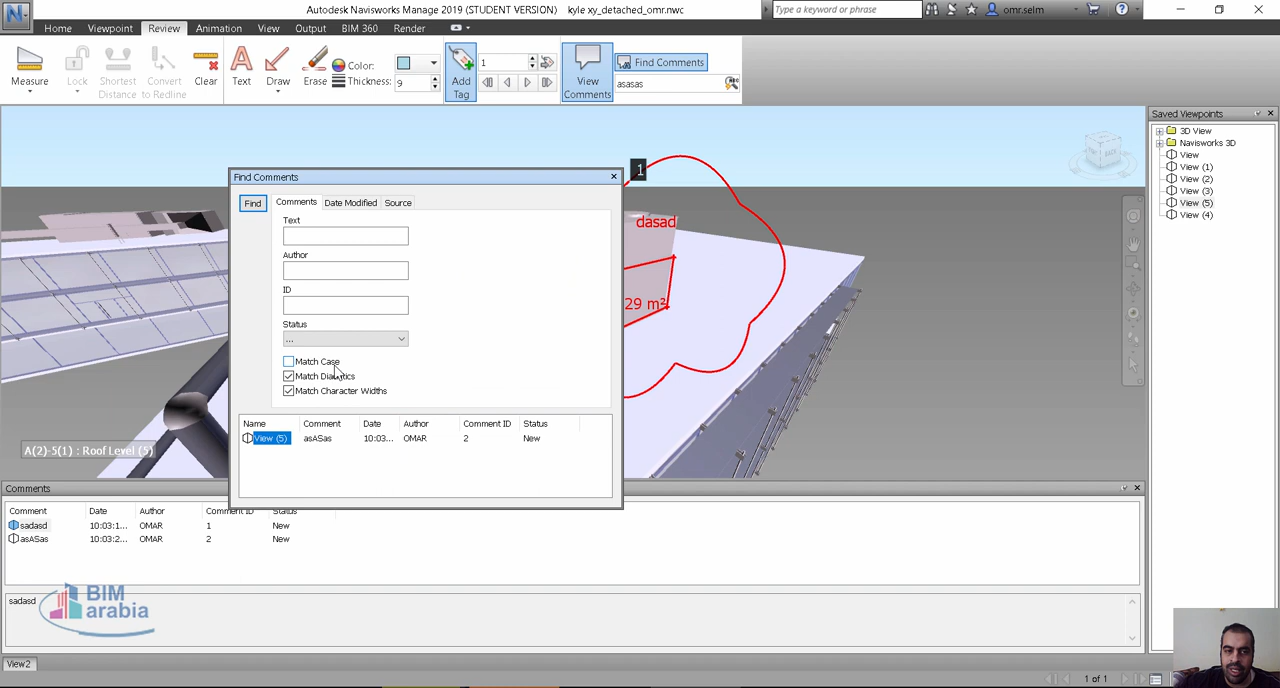 Autodesk Navisworks Manage 2019 (STUDENT VERSION) kyle xy_detached_omr.nwc
Type a keyword or phrase
omr.selm
Home Viewpoint Review Animation View Output BIM 360 Render
Measure
Lock
Shortest Distance
Convert to Redline
Clear
Text
Draw
Erase
Color:
Thickness: 9
Add Tag
1
View Comments
Find Comments
asasas
Saved Viewpoints
3D View
Navisworks 3D
View
View (1)
View (2)
View (3)
View (5)
View (4)
1
dasad
29 m²
Find Comments
Find
Comments Date Modified Source
Text
Author
ID
Status
...
Match Case
Match Diacritics
Match Character Widths
Name Comment Date Author Comment ID Status
View (5) asASas 10:03... OMAR 2 New
A(2)-5(1) : Roof Level (5)
Comments
Comment Date Author Comment ID Status
sadasd 10:03:1... OMAR 1 New
asASas 10:03:2... OMAR 2 New
sadasd
BIM
arabia
View2
1 of 1